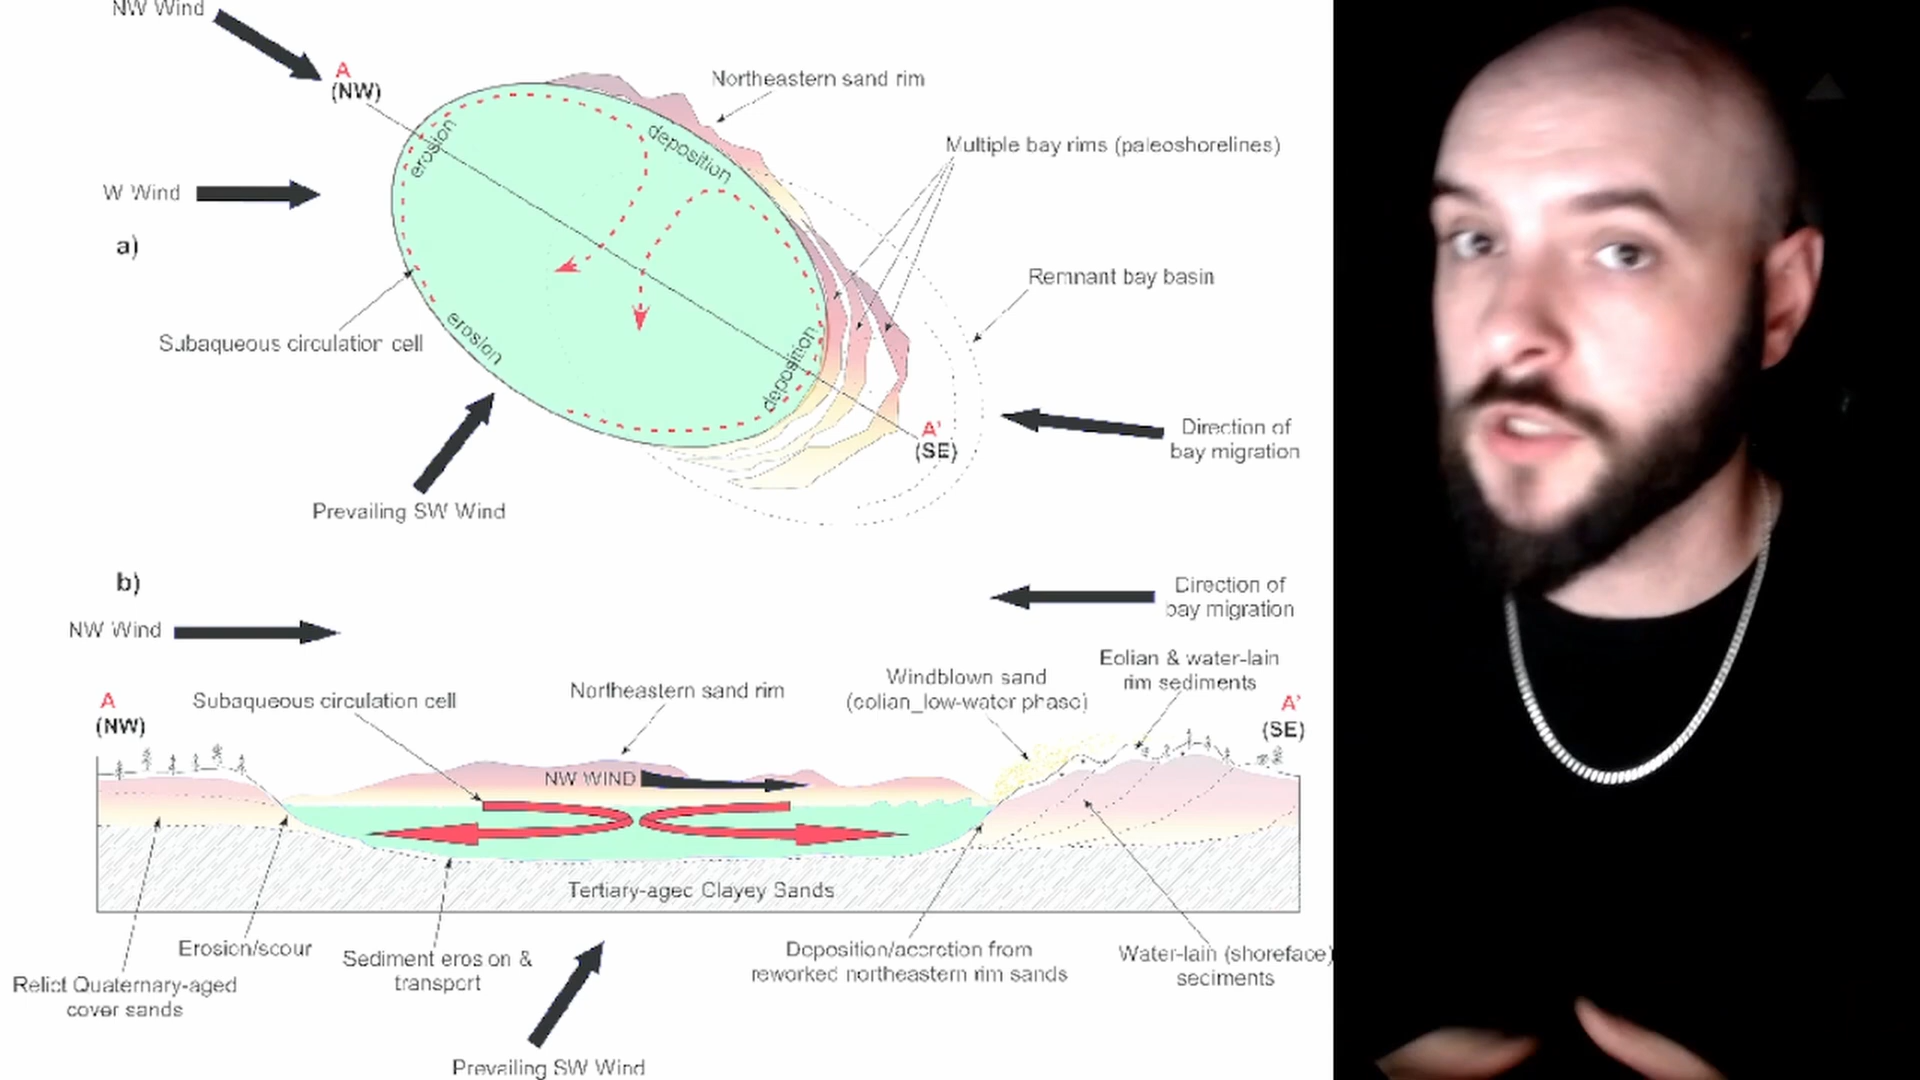 NW Wind
A
(NW)
Northeastern sand rim
erosion
deposition
Multiple bay rims (paleoshorelines)
W Wind
a)
Remnant bay basin
Subaqueous circulation cell
erosion
deposition
A'
(SE)
Direction of
bay migration
Prevailing SW Wind
b)
Direction of
bay migration
NW Wind
Eolian & water-lain
rim sediments
Windblown sand
(eolian_low-water phase)
Northeastern sand rim
Subaqueous circulation cell
A
(NW)
A'
(SE)
NW WIND
Tertiary-aged Clayey Sands
Erosion/scour
Sediment erosion &
transport
Deposition/accretion from
reworked northeastern rim sands
Water-lain (shoreface)
sediments
Relict Quaternary-aged
cover sands
Prevailing SW Wind